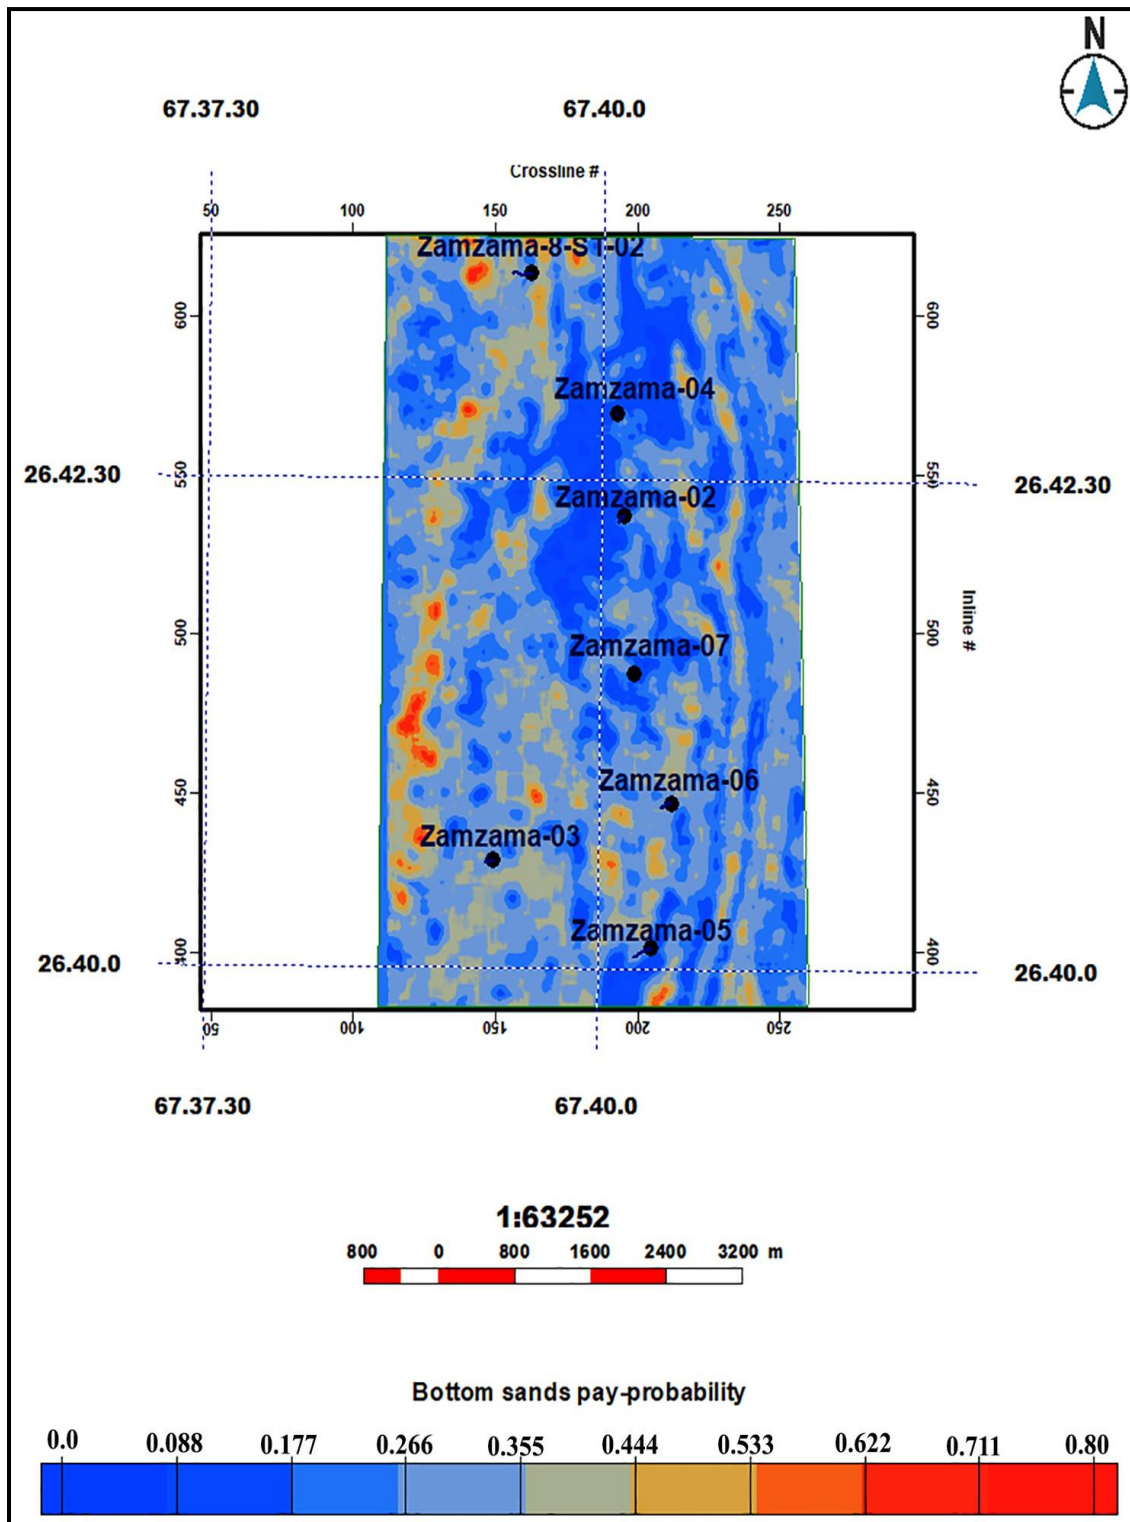 N
67.37.30 67.40.0
Crossline #
50 100 150 200 250
Zamzama-8-ST-02
600 600
Zamzama-04
26.42.30 550 550 26.42.30
Zamzama-02
Inline #
500 500
Zamzama-07
Zamzama-06
450 450
Zamzama-03
Zamzama-05
26.40.0 400 400 26.40.0
50 100 150 200 250
67.37.30 67.40.0
1:63252
800 0 800 1600 2400 3200 m
Bottom sands pay-probability
0.0 0.088 0.177 0.266 0.355 0.444 0.533 0.622 0.711 0.80